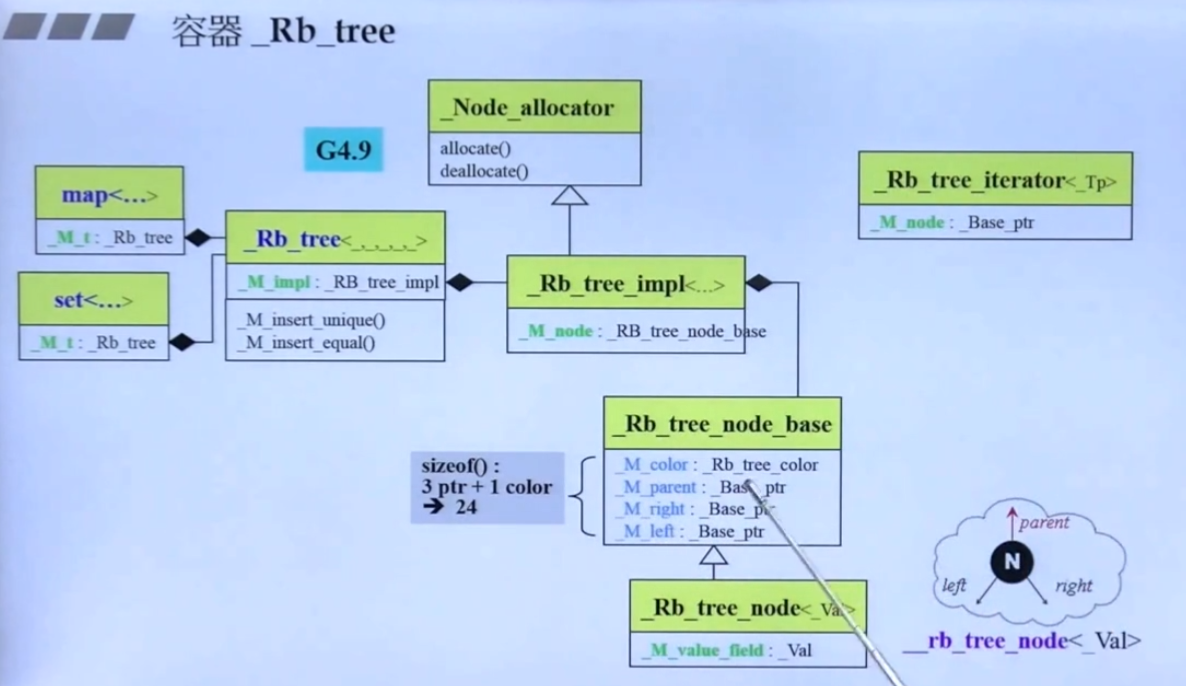 容器 _Rb_tree
_Node_allocator
allocate()
deallocate()
G4.9
map<...>
_M_t : _Rb_tree
_Rb_tree<_,_,_,_,_>
_M_impl : _RB_tree_impl
_M_insert_unique()
_M_insert_equal()
set<...>
_M_t : _Rb_tree
_Rb_tree_impl<...>
_M_node : _RB_tree_node_base
_Rb_tree_iterator<_Tp>
_M_node : _Base_ptr
_Rb_tree_node_base
_M_color : _Rb_tree_color
_M_parent : _Base_ptr
_M_right : _Base_ptr
_M_left : _Base_ptr
sizeof() :
3 ptr + 1 color
➔ 24
_Rb_tree_node<_Val>
_M_value_field : _Val
parent
N
left
right
__rb_tree_node<_Val>